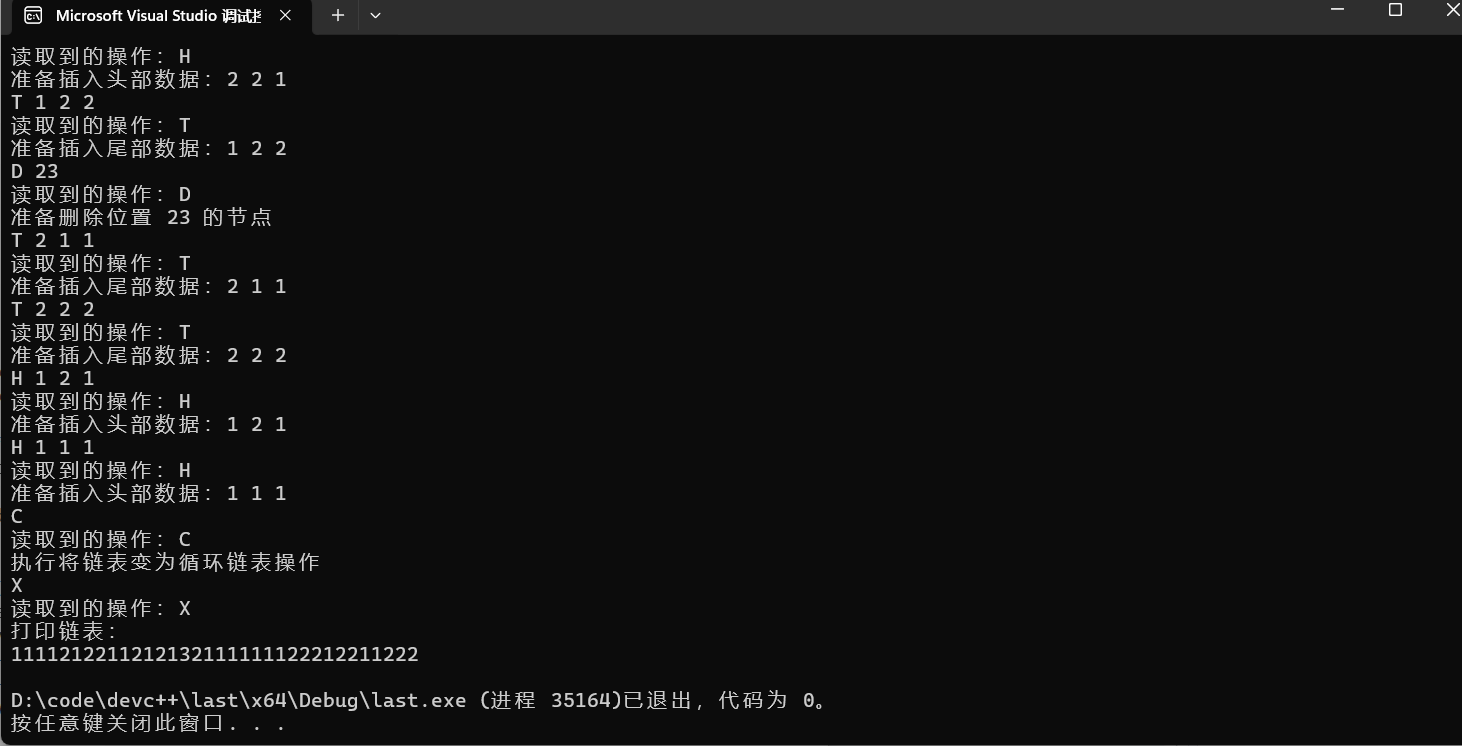 Microsoft Visual Studio 调试控
读取到的操作: H
准备插入头部数据: 2 2 1
T 1 2 2
读取到的操作: T
准备插入尾部数据: 1 2 2
D 23
读取到的操作: D
准备删除位置 23 的节点
T 2 1 1
读取到的操作: T
准备插入尾部数据: 2 1 1
T 2 2 2
读取到的操作: T
准备插入尾部数据: 2 2 2
H 1 2 1
读取到的操作: H
准备插入头部数据: 1 2 1
H 1 1 1
读取到的操作: H
准备插入头部数据: 1 1 1
C
读取到的操作: C
执行将链表变为循环链表操作
X
读取到的操作: X
打印链表:
1111212211212132111111122212211222
D:\code\devc++\last\x64\Debug\last.exe (进程 35164)已退出，代码为 0。
按任意键关闭此窗口. . .